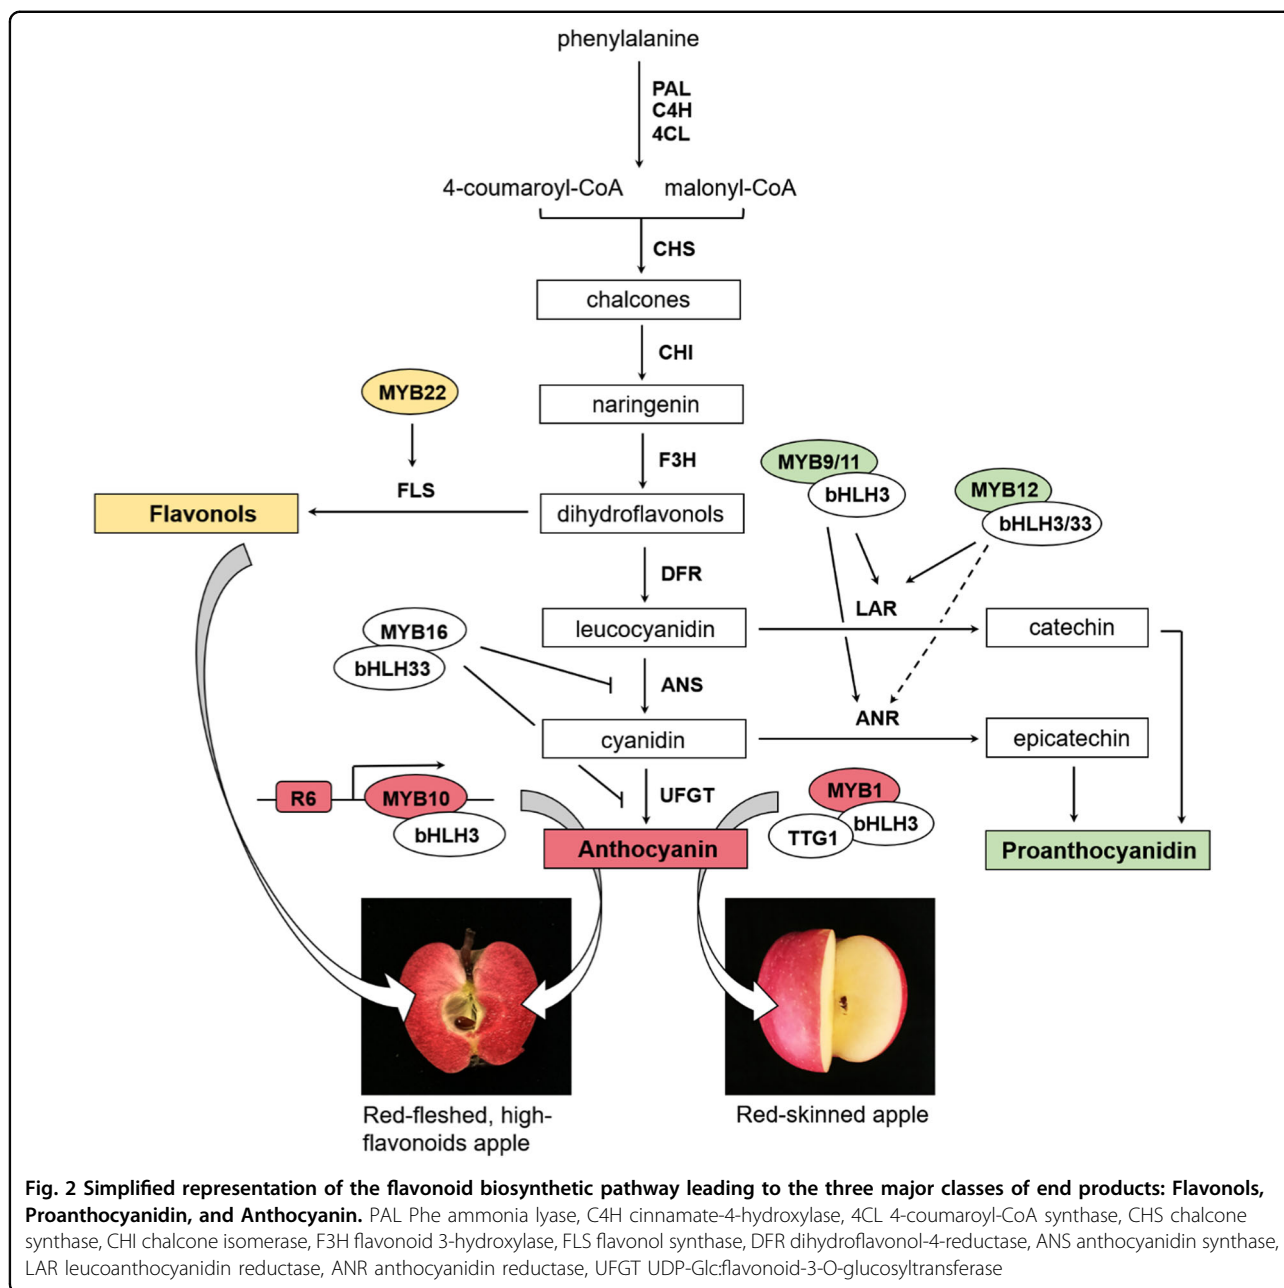 phenylalanine
PAL
C4H
4CL
4-coumaroyl-CoA malonyl-CoA
CHS
chalcones
CHI
MYB22
naringenin
F3H
MYB9/11
bHLH3
MYB12
bHLH3/33
FLS
Flavonols
dihydroflavonols
DFR
LAR
MYB16
bHLH33
leucocyanidin
catechin
ANS
ANR
cyanidin
epicatechin
R6
MYB10
bHLH3
UFGT
MYB1
bHLH3
TTG1
Anthocyanin
Proanthocyanidin
Red-fleshed, high-
flavonoids apple
Red-skinned apple
Fig. 2 Simplified representation of the flavonoid biosynthetic pathway leading to the three major classes of end products: Flavonols,
Proanthocyanidin, and Anthocyanin. PAL Phe ammonia lyase, C4H cinnamate-4-hydroxylase, 4CL 4-coumaroyl-CoA synthase, CHS chalcone
synthase, CHI chalcone isomerase, F3H flavonoid 3-hydroxylase, FLS flavonol synthase, DFR dihydroflavonol-4-reductase, ANS anthocyanidin synthase,
LAR leucoanthocyanidin reductase, ANR anthocyanidin reductase, UFGT UDP-Glc:flavonoid-3-O-glucosyltransferase